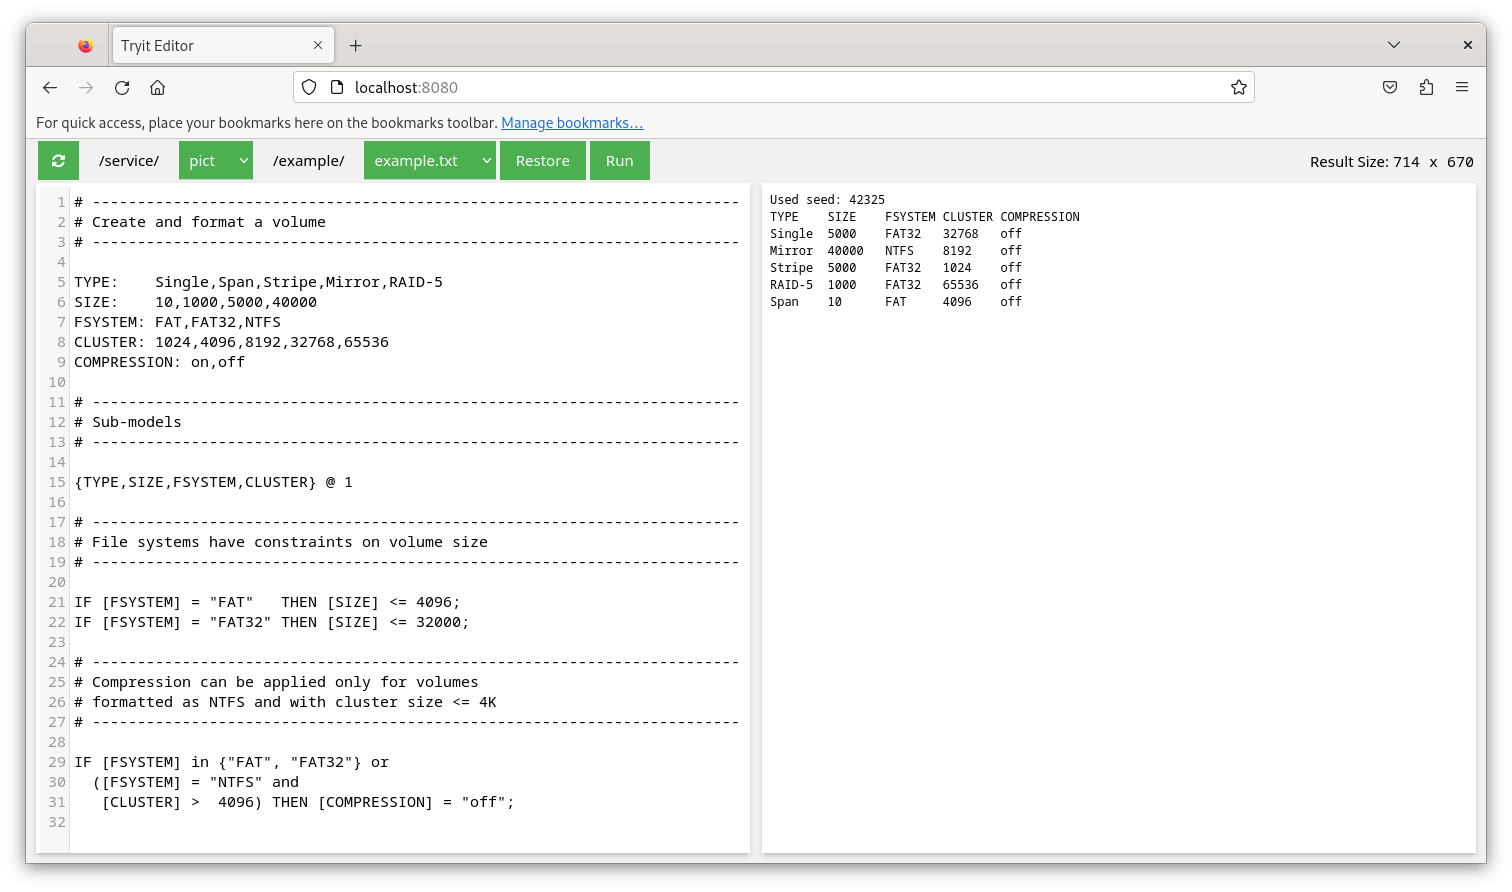 Tryit Editor
localhost:8080
For quick access, place your bookmarks here on the bookmarks toolbar. Manage bookmarks…
/service/ pict /example/ example.txt Restore Run Result Size: 714 x 670
1 # ------------------------------------------------------------------------
2 # Create and format a volume
3 # ------------------------------------------------------------------------
4
5 TYPE:    Single,Span,Stripe,Mirror,RAID-5
6 SIZE:    10,1000,5000,40000
7 FSYSTEM: FAT,FAT32,NTFS
8 CLUSTER: 1024,4096,8192,32768,65536
9 COMPRESSION: on,off
10
11 # ------------------------------------------------------------------------
12 # Sub-models
13 # ------------------------------------------------------------------------
14
15 {TYPE,SIZE,FSYSTEM,CLUSTER} @ 1
16
17 # ------------------------------------------------------------------------
18 # File systems have constraints on volume size
19 # ------------------------------------------------------------------------
20
21 IF [FSYSTEM] = "FAT"   THEN [SIZE] <= 4096;
22 IF [FSYSTEM] = "FAT32" THEN [SIZE] <= 32000;
23
24 # ------------------------------------------------------------------------
25 # Compression can be applied only for volumes
26 # formatted as NTFS and with cluster size <= 4K
27 # ------------------------------------------------------------------------
28
29 IF [FSYSTEM] in {"FAT", "FAT32"} or
30   ([FSYSTEM] = "NTFS" and
31    [CLUSTER] >  4096) THEN [COMPRESSION] = "off";
32
Used seed: 42325
TYPE    SIZE    FSYSTEM CLUSTER COMPRESSION
Single  5000    FAT32   32768   off
Mirror  40000   NTFS    8192    off
Stripe  5000    FAT32   1024    off
RAID-5  1000    FAT32   65536   off
Span    10      FAT     4096    off